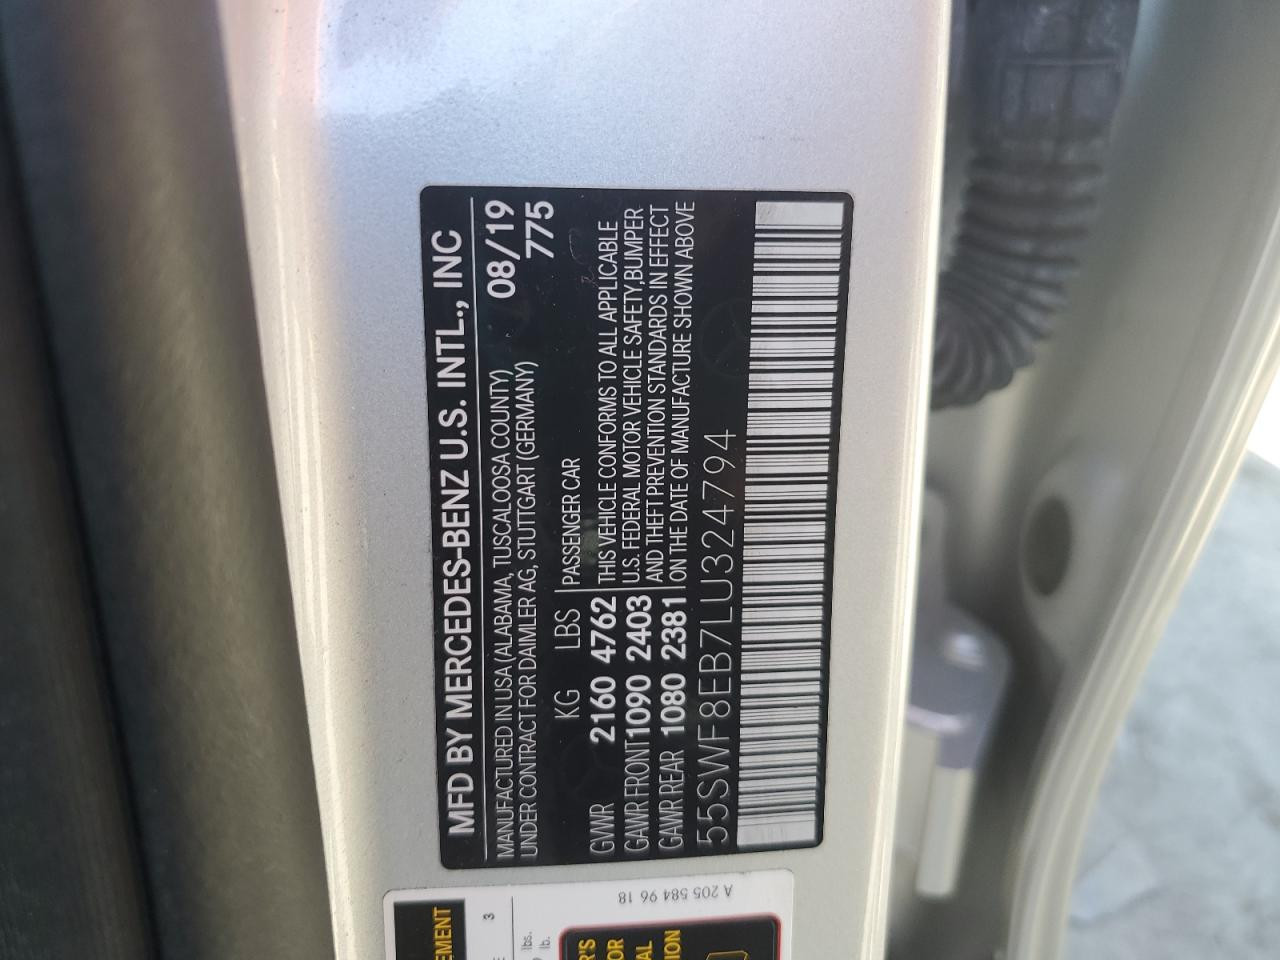 MFD BY MERCEDES-BENZ U.S. INTL., INC
MANUFACTURED IN USA (ALABAMA, TUSCALOOSA COUNTY) 08/19
UNDER CONTRACT FOR DAIMLER AG, STUTTGART (GERMANY) 775
KG LBS PASSENGER CAR
GVWR 2160 4762 THIS VEHICLE CONFORMS TO ALL APPLICABLE
GAWR FRONT 1090 2403 U.S. FEDERAL MOTOR VEHICLE SAFETY,BUMPER
GAWR REAR 1080 2381 AND THEFT PREVENTION STANDARDS IN EFFECT
ON THE DATE OF MANUFACTURE SHOWN ABOVE
55SWF8EB7LU324794
A 205 584 96 18
3
lbs.
lb.